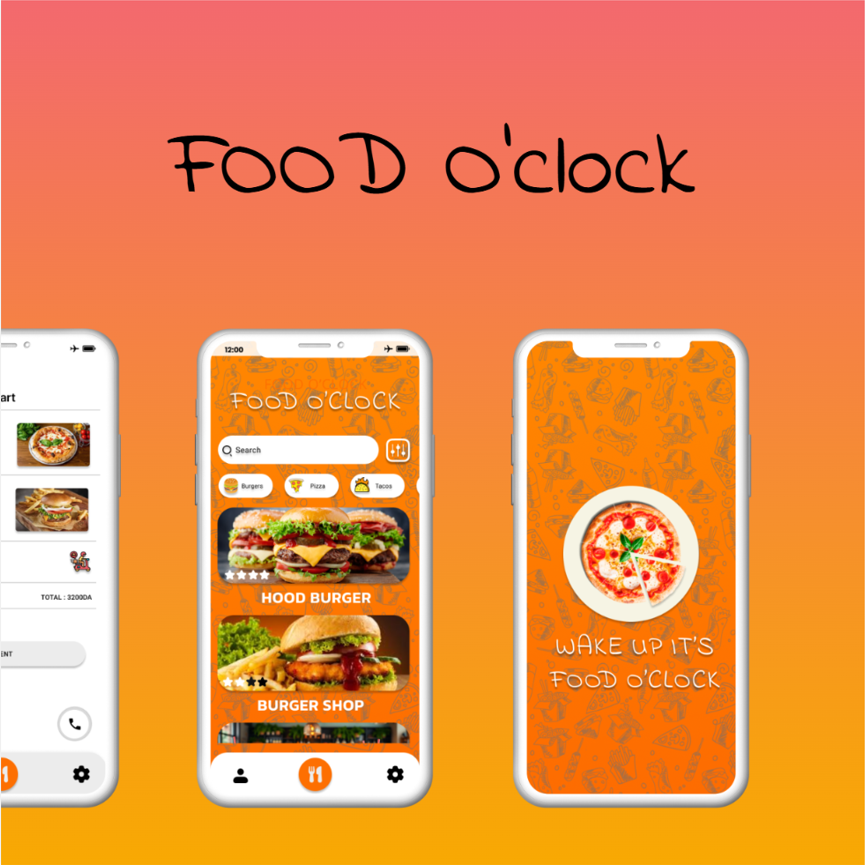 FOOD o'clock
art
TOTAL : 3200DA
ENT
12:00
FOOD O'CLOCK
Search
Burgers
Pizza
Tacos
HOOD BURGER
BURGER SHOP
WAKE UP IT'S
FOOD O'CLOCK